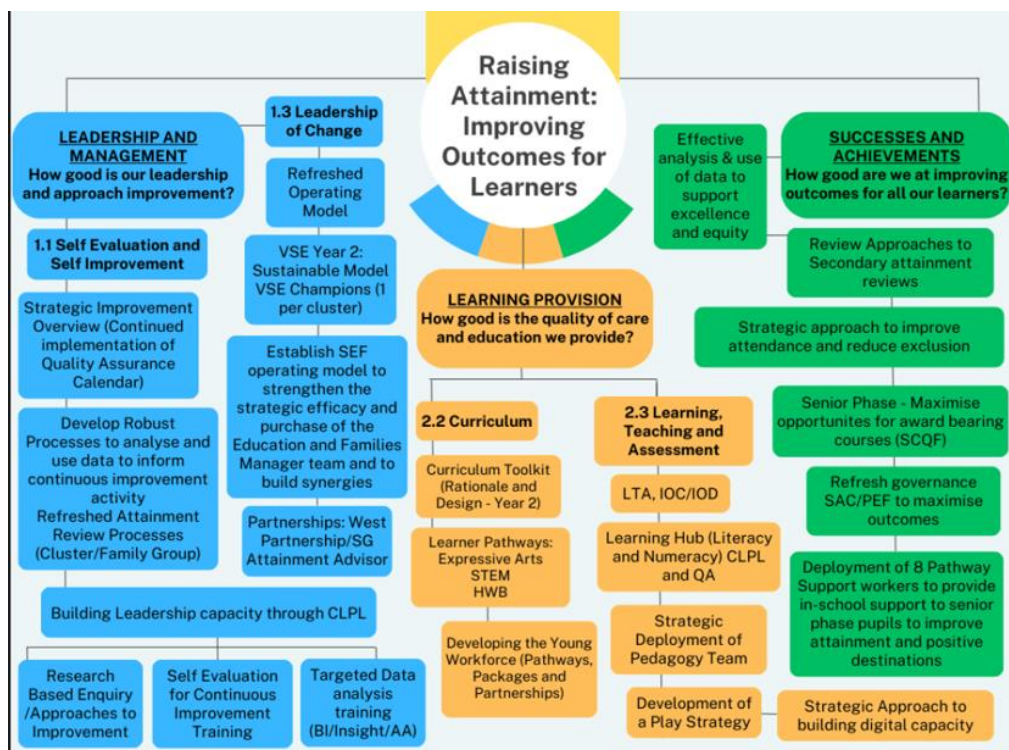 Raising
Attainment:
Improving
Outcomes for
Learners
LEADERSHIP AND
MANAGEMENT
How good is our leadership
and approach improvement?
1.1 Self Evaluation and
Self Improvement
Strategic Improvement
Overview (Continued
implementation of
Quality Assurance
Calendar)
Develop Robust
Processes to analyse and
use data to inform
continuous improvement
activity
Refreshed Attainment
Review Processes
(Cluster/Family Group)
Building Leadership capacity through CLPL
Research
Based Enquiry
/Approaches to
Improvement
Self Evaluation
for Continuous
Improvement
Training
Targeted Data
analysis
training
(BI/Insight/AA)
1.3 Leadership
of Change
Refreshed
Operating
Model
VSE Year 2:
Sustainable Model
VSE Champions (1
per cluster)
Establish SEF
operating model to
strengthen the
strategic efficacy and
purchase of the
Education and Families
Manager team and to
build synergies
Partnerships: West
Partnership/SG
Attainment Advisor
LEARNING PROVISION
How good is the quality of care
and education we provide?
2.2 Curriculum
Curriculum Toolkit
(Rationale and
Design - Year 2)
Learner Pathways:
Expressive Arts
STEM
HWB
Developing the Young
Workforce (Pathways,
Packages and
Partnerships)
2.3 Learning,
Teaching and
Assessment
LTA, IOC/IOD
Learning Hub (Literacy
and Numeracy) CLPL
and QA
Strategic
Deployment of
Pedagogy Team
Development of
a Play Strategy
Strategic Approach to
building digital capacity
SUCCESSES AND
ACHIEVEMENTS
How good are we at improving
outcomes for all our learners?
Effective
analysis & use
of data to
support
excellence
and equity
Review Approaches to
Secondary attainment
reviews
Strategic approach to improve
attendance and reduce exclusion
Senior Phase - Maximise
opportunites for award bearing
courses (SCQF)
Refresh governance
SAC/PEF to maximise
outcomes
Deployment of 8 Pathway
Support workers to provide
in-school support to senior
phase pupils to improve
attainment and positive
destinations